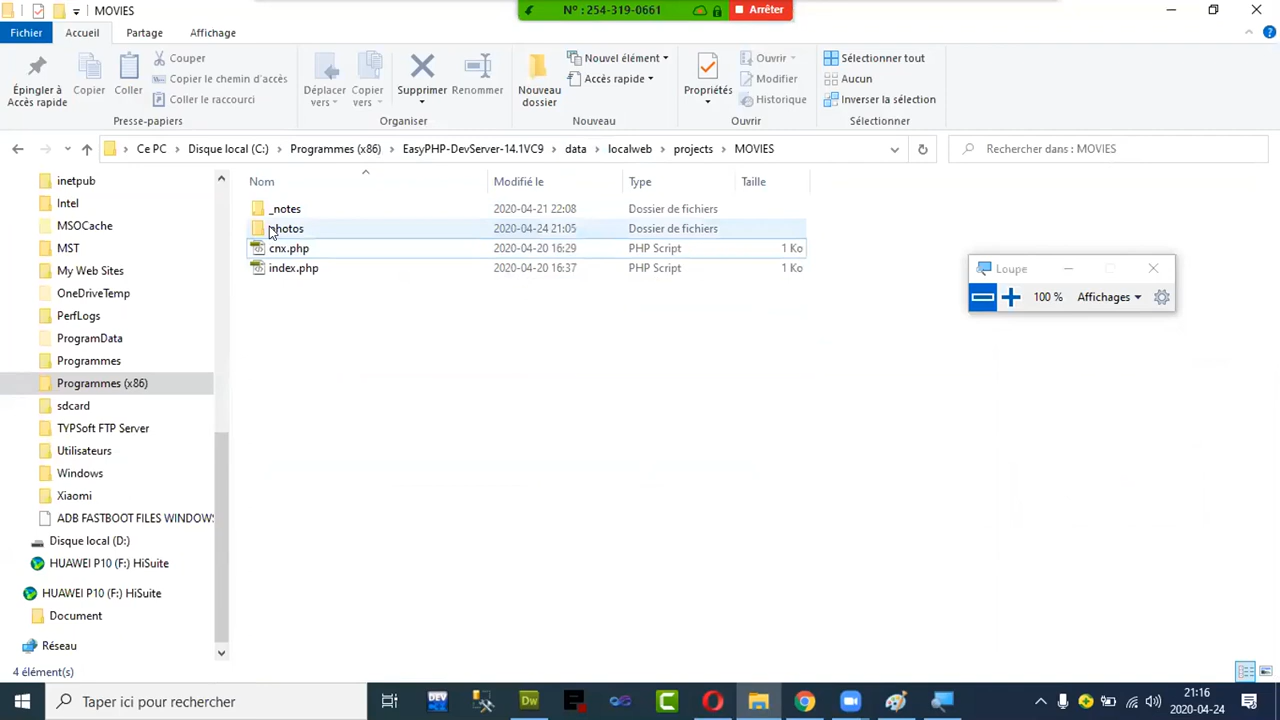 MOVIES
N° : 254-319-0661
Arrêter
Fichier
Accueil
Partage
Affichage
Épingler à
Accès rapide
Copier
Coller
Couper
Copier le chemin d'accès
Coller le raccourci
Presse-papiers
Déplacer
vers
Copier
vers
Supprimer
Renommer
Organiser
Nouveau
dossier
Nouvel élément
Accès rapide
Nouveau
Propriétés
Ouvrir
Modifier
Historique
Ouvrir
Sélectionner tout
Aucun
Inverser la sélection
Sélectionner
Ce PC
Disque local (C:)
Programmes (x86)
EasyPHP-DevServer-14.1VC9
data
localweb
projects
MOVIES
Rechercher dans : MOVIES
inetpub
Intel
MSOCache
MST
My Web Sites
OneDriveTemp
PerfLogs
ProgramData
Programmes
Programmes (x86)
sdcard
TYPSoft FTP Server
Utilisateurs
Windows
Xiaomi
ADB FASTBOOT FILES WINDOWS
Disque local (D:)
HUAWEI P10 (F:) HiSuite
HUAWEI P10 (F:) HiSuite
Document
Réseau
Nom Modifié le Type Taille
_notes 2020-04-21 22:08 Dossier de fichiers
photos 2020-04-24 21:05 Dossier de fichiers
cnx.php 2020-04-20 16:29 PHP Script 1 Ko
index.php 2020-04-20 16:37 PHP Script 1 Ko
Loupe
100 % Affichages
4 élément(s)
Taper ici pour rechercher
DEV
Dw
21:16
2020-04-24